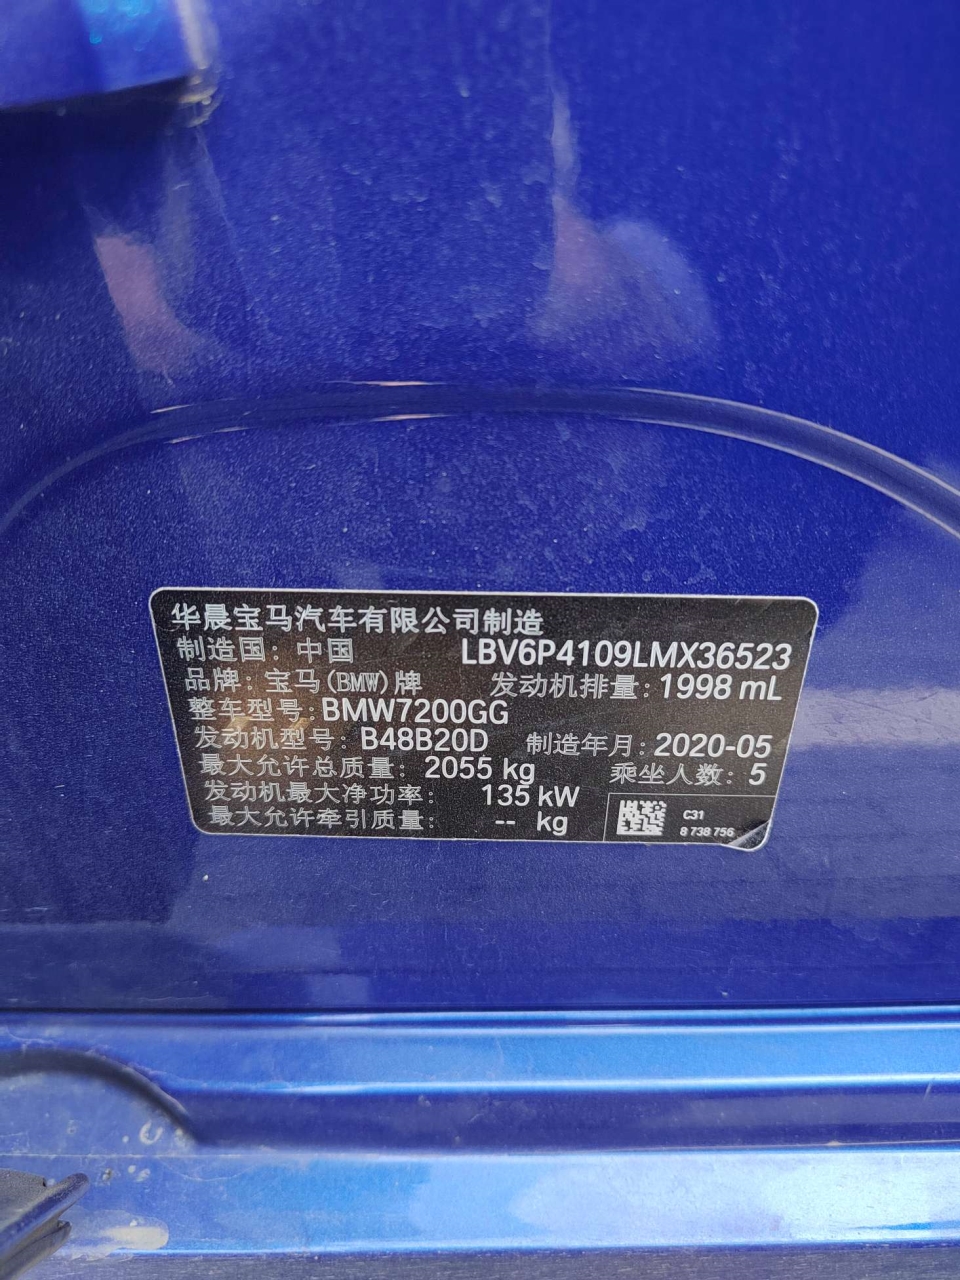 华晨宝马汽车有限公司制造
制造国：中国 LBV6P4109LMX36523
品牌：宝马(BMW)牌 发动机排量：1998 mL
整车型号：BMW7200GG
发动机型号：B48B20D 制造年月：2020-05
最大允许总质量：2055 kg 乘坐人数：5
发动机最大净功率：135 kW
最大允许牵引质量：-- kg
C31
8 738 756